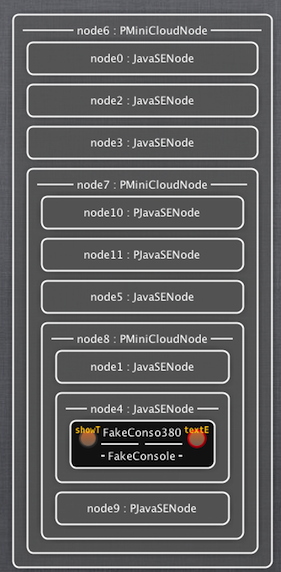 node6 : PMiniCloudNode
node0 : JavaSENode
node2 : JavaSENode
node3 : JavaSENode
node7 : PMiniCloudNode
node10 : PJavaSENode
node11 : PJavaSENode
node5 : JavaSENode
node8 : PMiniCloudNode
node1 : JavaSENode
node4 : JavaSENode
showT FakeConso380 textE
- FakeConsole -
node9 : PJavaSENode